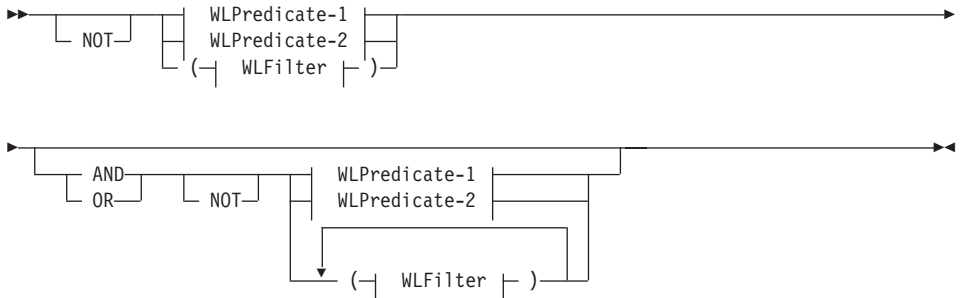 WLPredicate-1
NOT WLPredicate-2
( WLFilter )
AND WLPredicate-1
OR NOT WLPredicate-2
( WLFilter )